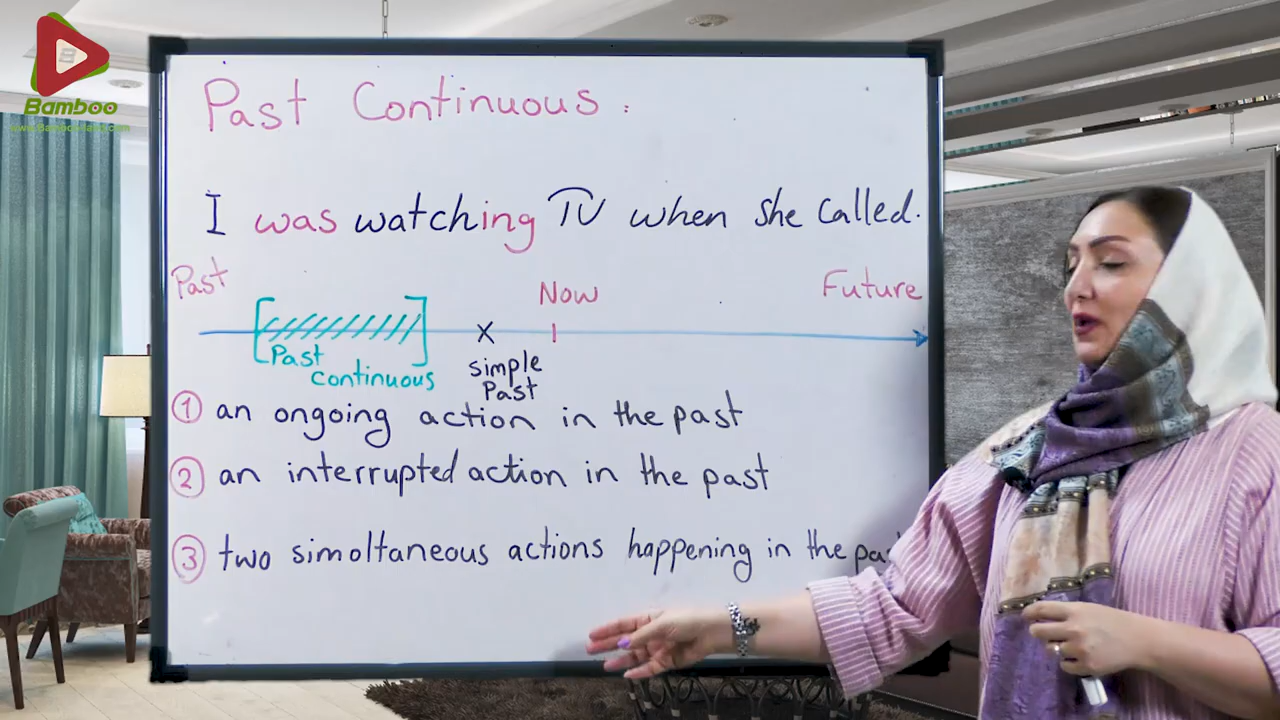 Bamboo
Past Continuous :
I was watching TV when she called.
Past
Now
Future
Past continuous
simple Past
① an ongoing action in the past
② an interrupted action in the past
③ two simoltaneous actions happening in the pa